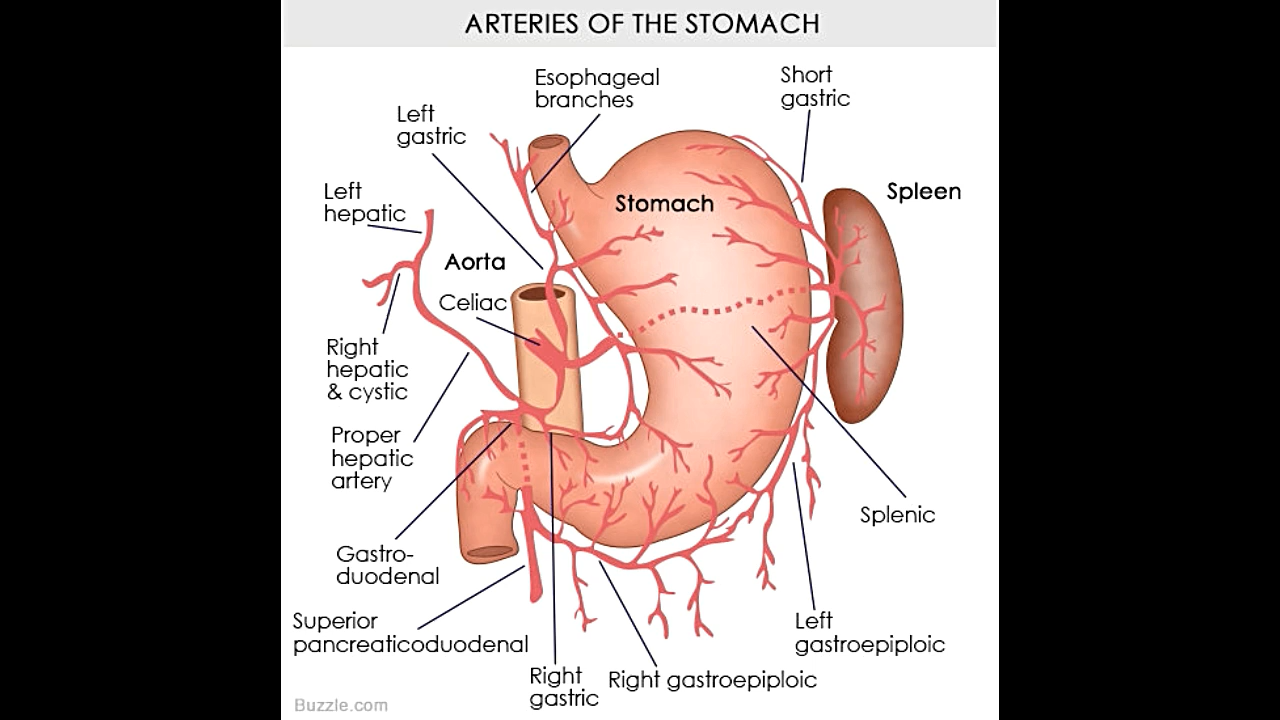 ARTERIES OF THE STOMACH
Esophageal
branches
Short
gastric
Left
gastric
Left
hepatic
Stomach
Spleen
Aorta
Celiac
Right
hepatic
& cystic
Proper
hepatic
artery
Splenic
Gastro-
duodenal
Superior
pancreaticoduodenal
Left
gastroepiploic
Right
gastric
Right gastroepiploic
Buzzle.com